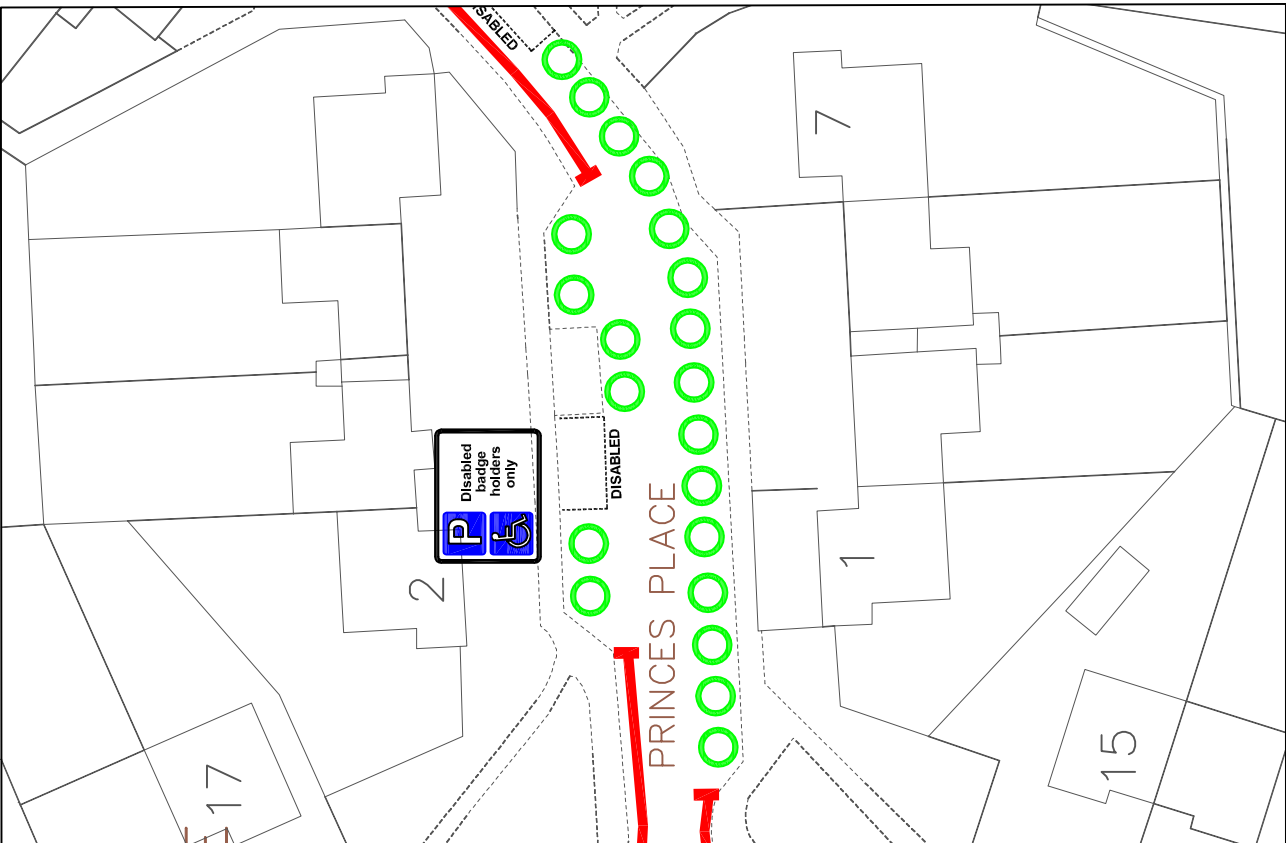 DISABLED
7
Disabled
badge
holders
only
P
DISABLED
PRINCES PLACE
2
1
17
15
E